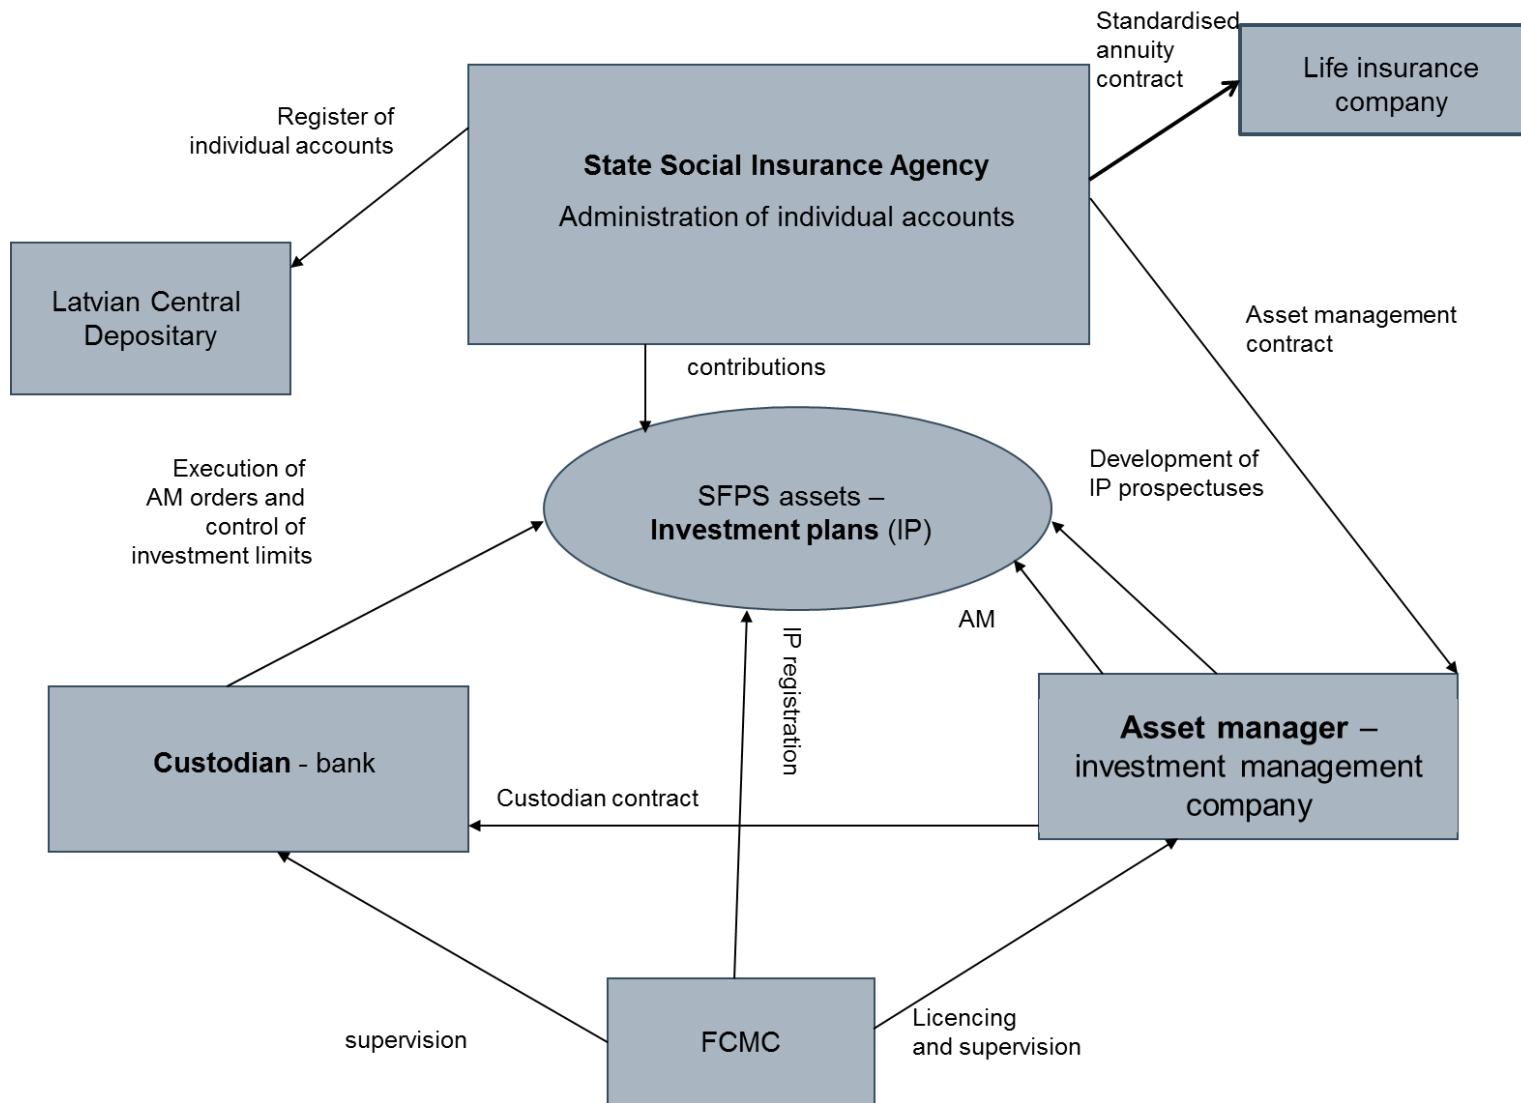 Standardised
annuity
contract
Life insurance
company
Register of
individual accounts
State Social Insurance Agency
Administration of individual accounts
Latvian Central
Depositary
Asset management
contract
contributions
Execution of
AM orders and
control of
investment limits
SFPS assets –
Investment plans (IP)
Development of
IP prospectuses
AM
IP registration
Custodian - bank
Asset manager –
investment management
company
Custodian contract
supervision
FCMC
Licencing
and supervision